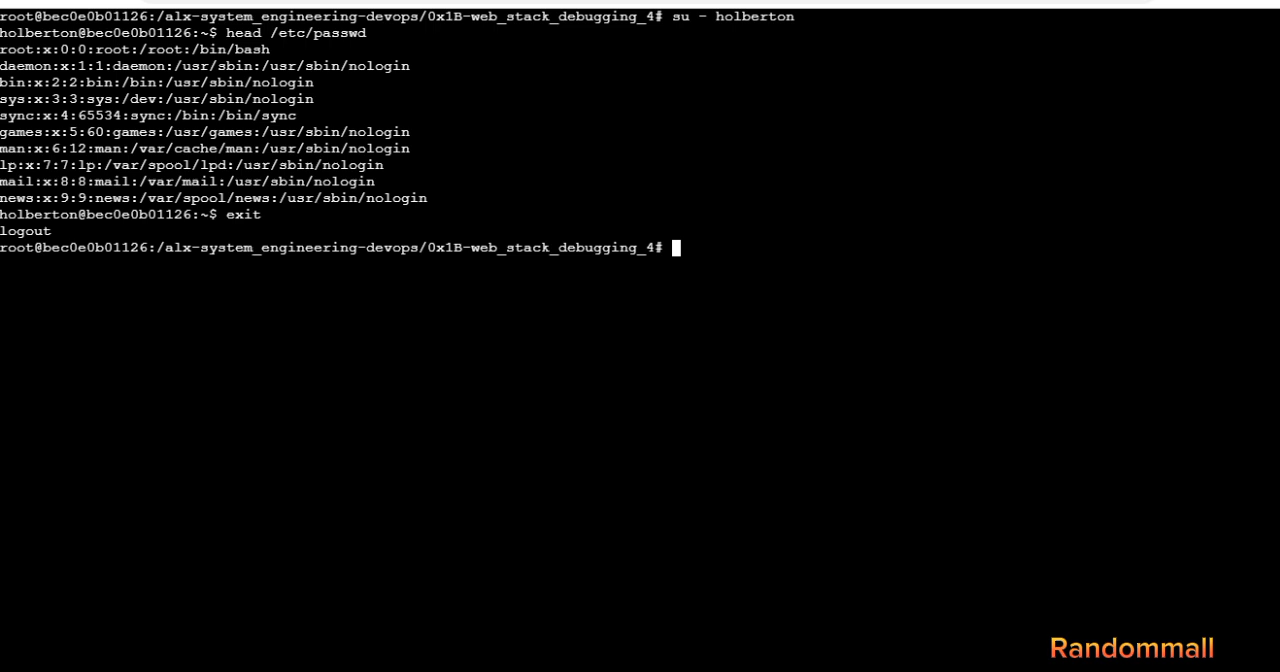 root@bec0e0b01126:/alx-system_engineering-devops/0x1B-web_stack_debugging_4# su - holberton
holberton@bec0e0b01126:~$ head /etc/passwd
root:x:0:0:root:/root:/bin/bash
daemon:x:1:1:daemon:/usr/sbin:/usr/sbin/nologin
bin:x:2:2:bin:/bin:/usr/sbin/nologin
sys:x:3:3:sys:/dev:/usr/sbin/nologin
sync:x:4:65534:sync:/bin:/bin/sync
games:x:5:60:games:/usr/games:/usr/sbin/nologin
man:x:6:12:man:/var/cache/man:/usr/sbin/nologin
lp:x:7:7:lp:/var/spool/lpd:/usr/sbin/nologin
mail:x:8:8:mail:/var/mail:/usr/sbin/nologin
news:x:9:9:news:/var/spool/news:/usr/sbin/nologin
holberton@bec0e0b01126:~$ exit
logout
root@bec0e0b01126:/alx-system_engineering-devops/0x1B-web_stack_debugging_4#
Randommall